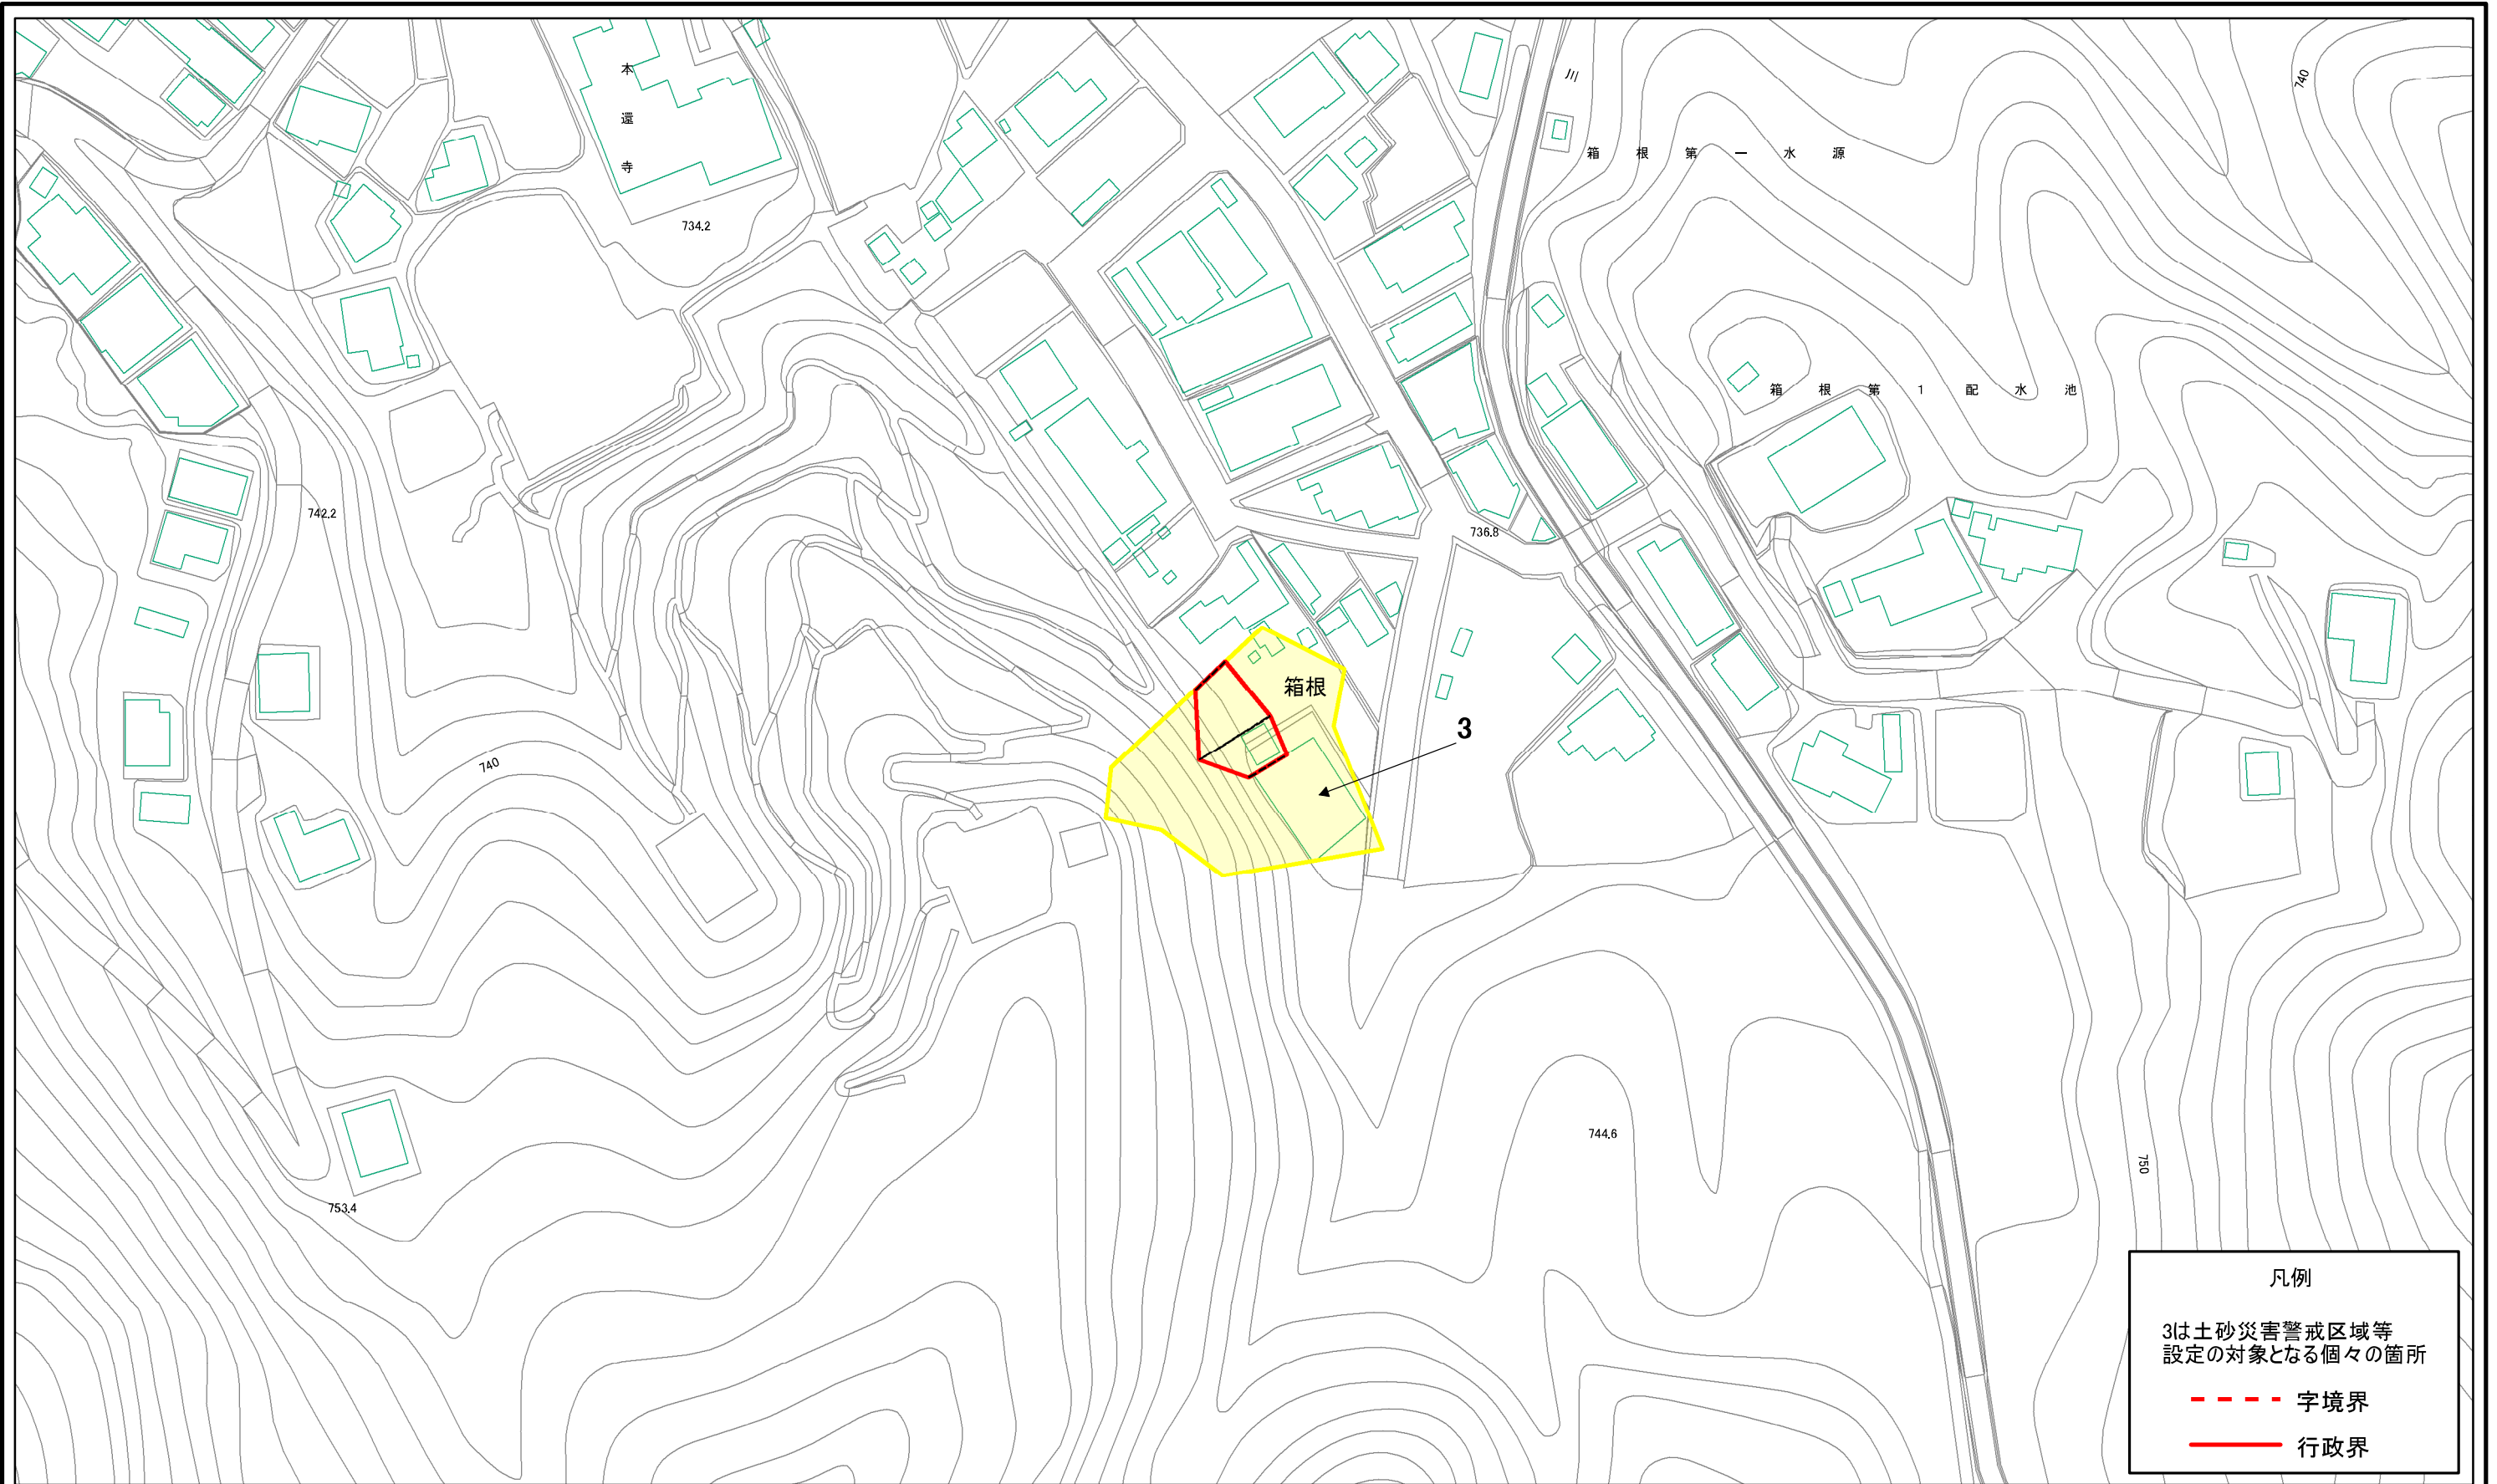 本還寺
川
740
箱根第一水源
734.2
箱根第1配水池
742.2
736.8
箱根
3
740
744.6
750
753.4
凡例
3は土砂災害警戒区域等
設定の対象となる個々の箇所
字境界
行政界